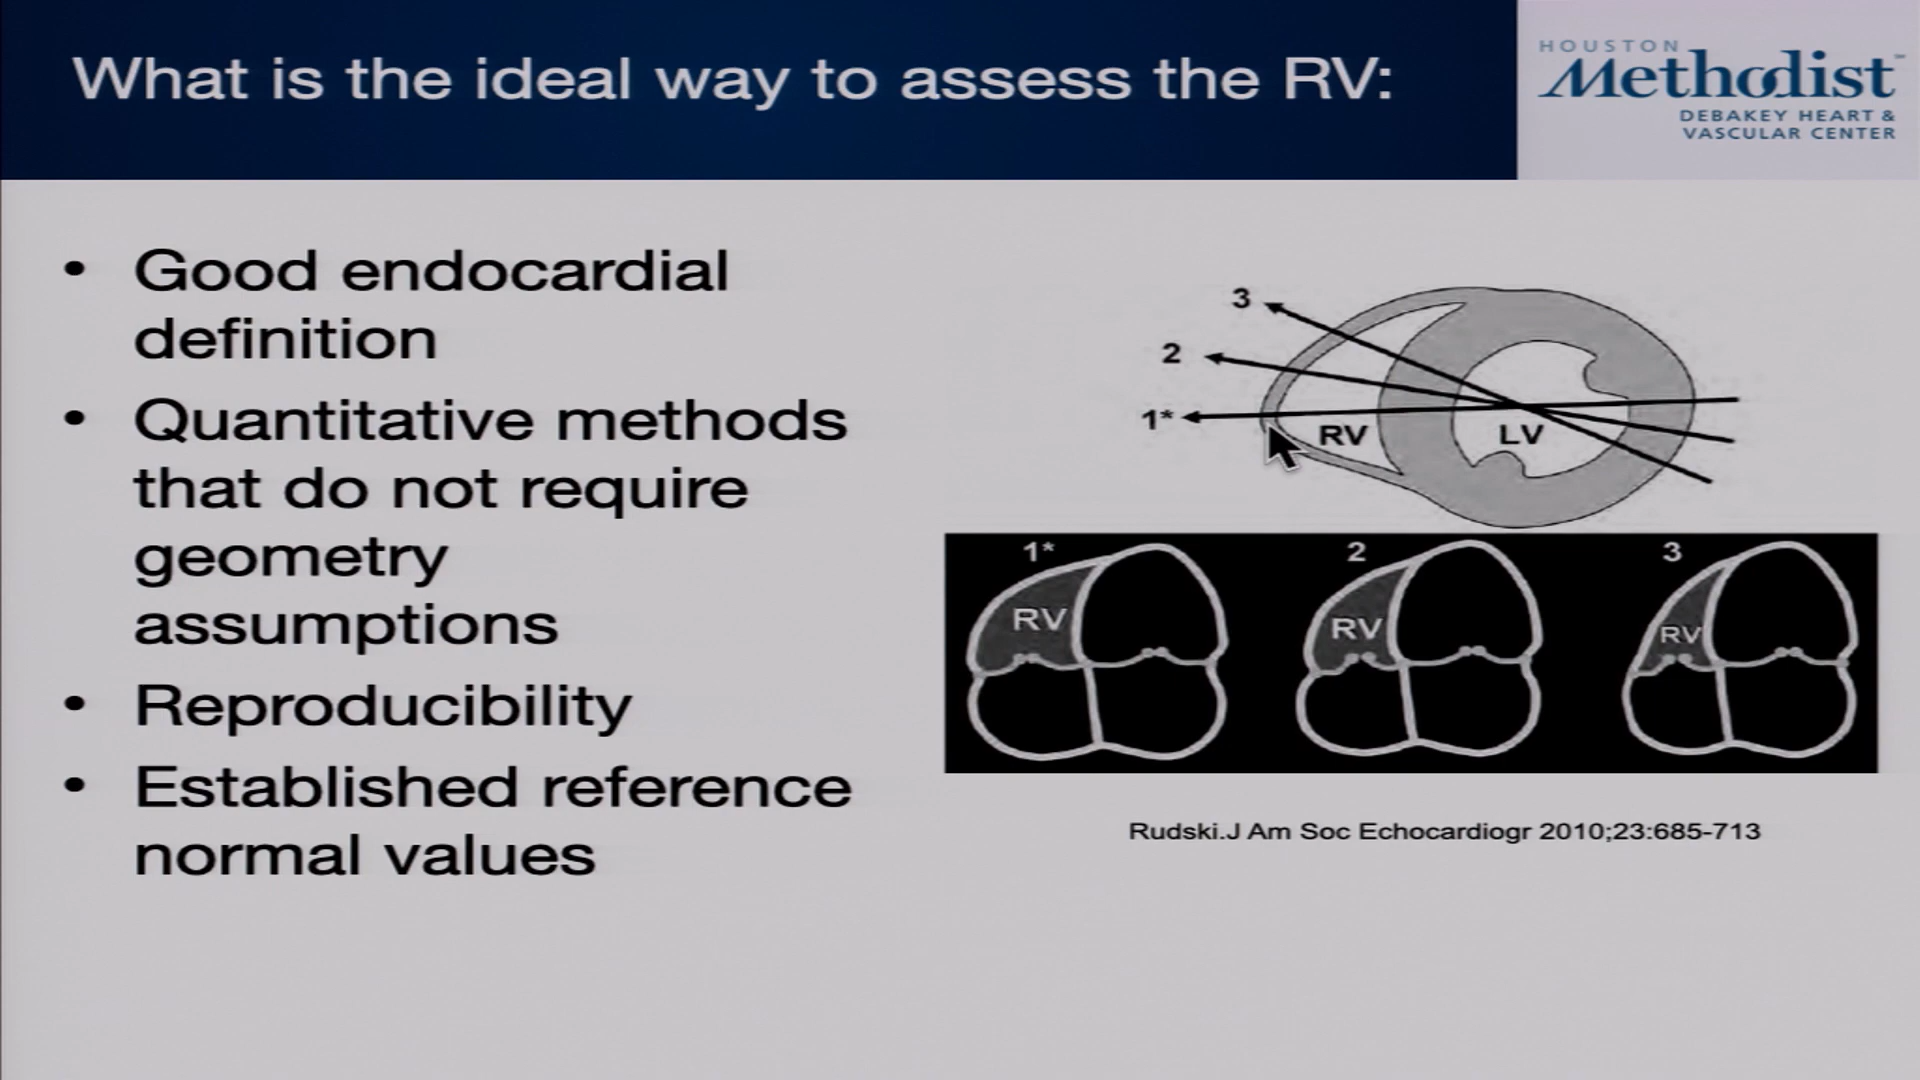 What is the ideal way to assess the RV:
HOUSTON
Methodist
DEBAKEY HEART &
VASCULAR CENTER
• Good endocardial
definition
• Quantitative methods
that do not require
geometry
assumptions
• Reproducibility
• Established reference
normal values
3
2
1*
RV
LV
1*
2
3
RV
RV
RV
Rudski.J Am Soc Echocardiogr 2010;23:685-713